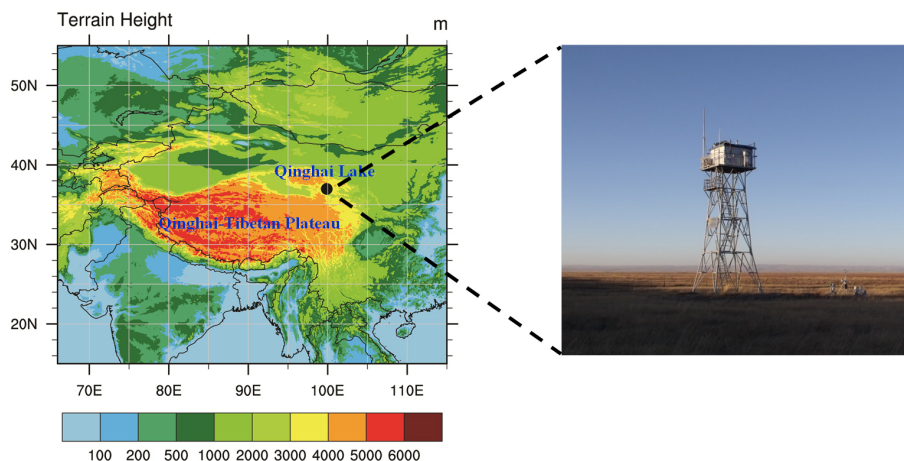 Terrain Height m
50N
40N
Qinghai Lake
Qinghai-Tibetan Plateau
30N
20N
70E 80E 90E 100E 110E
100 200 500 1000 2000 3000 4000 5000 6000